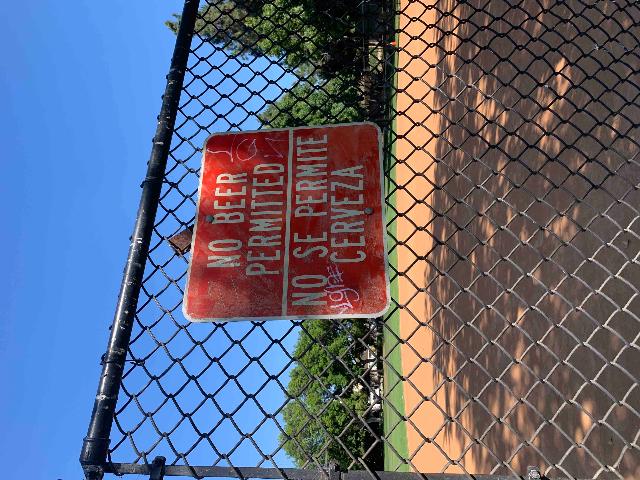 NO BEER
PERMITTED
NO SE PERMITE
CERVEZA